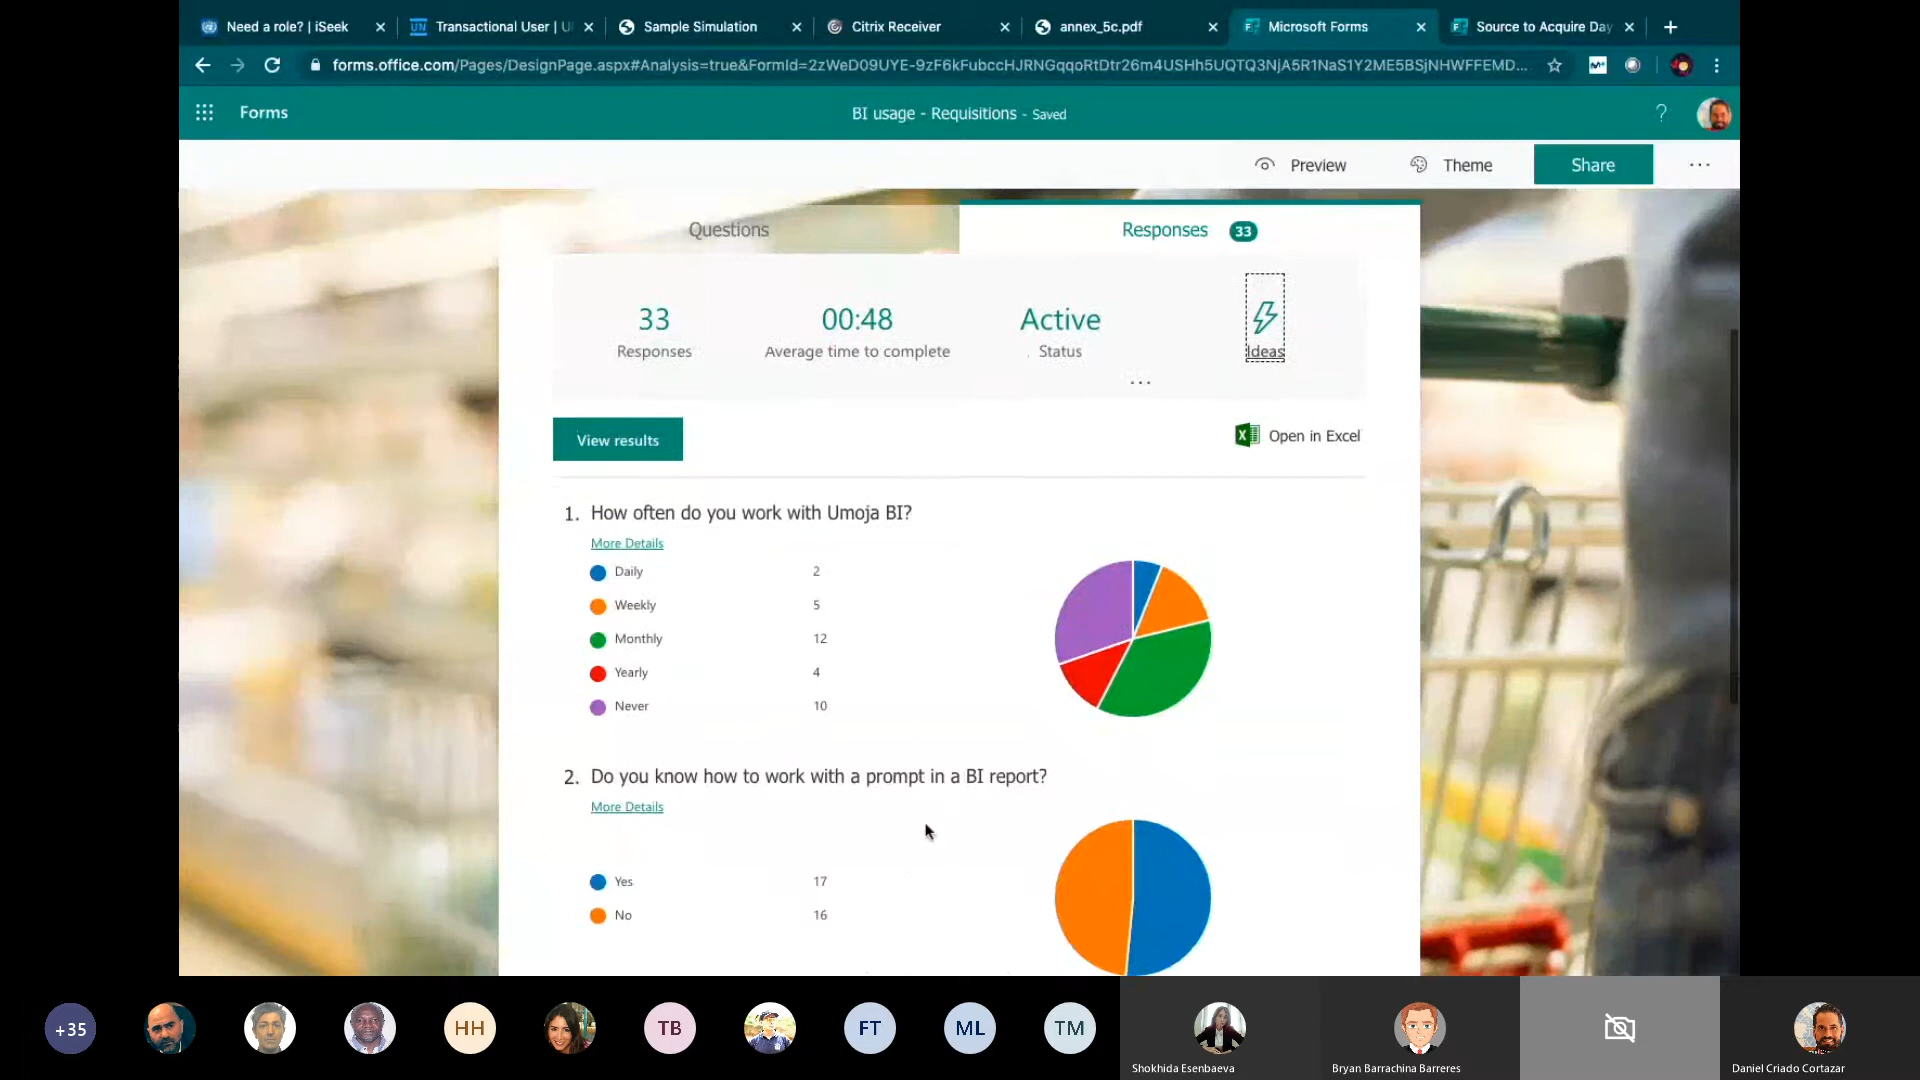 Need a role? | iSeek
Transactional User | U
Sample Simulation
Citrix Receiver
annex_5c.pdf
Microsoft Forms
Source to Acquire Day
forms.office.com/Pages/DesignPage.aspx#Analysis=true&FormId=2zWeD09UYE-9zF6kFubccHJRNGqqoRtDtr26m4USHh5UQTQ3NjA5R1NaS1Y2ME5BSjNHWFFEMD...
Forms
BI usage - Requisitions - Saved
?
Preview
Theme
Share
Questions
Responses 33
33
Responses
00:48
Average time to complete
Active
Status
Ideas
View results
Open in Excel
1. How often do you work with Umoja BI?
More Details
Daily 2
Weekly 5
Monthly 12
Yearly 4
Never 10
2. Do you know how to work with a prompt in a BI report?
More Details
Yes 17
No 16
+35
HH
TB
FT
ML
TM
Shokhida Esenbaeva
Bryan Barrachina Barreres
Daniel Criado Cortazar